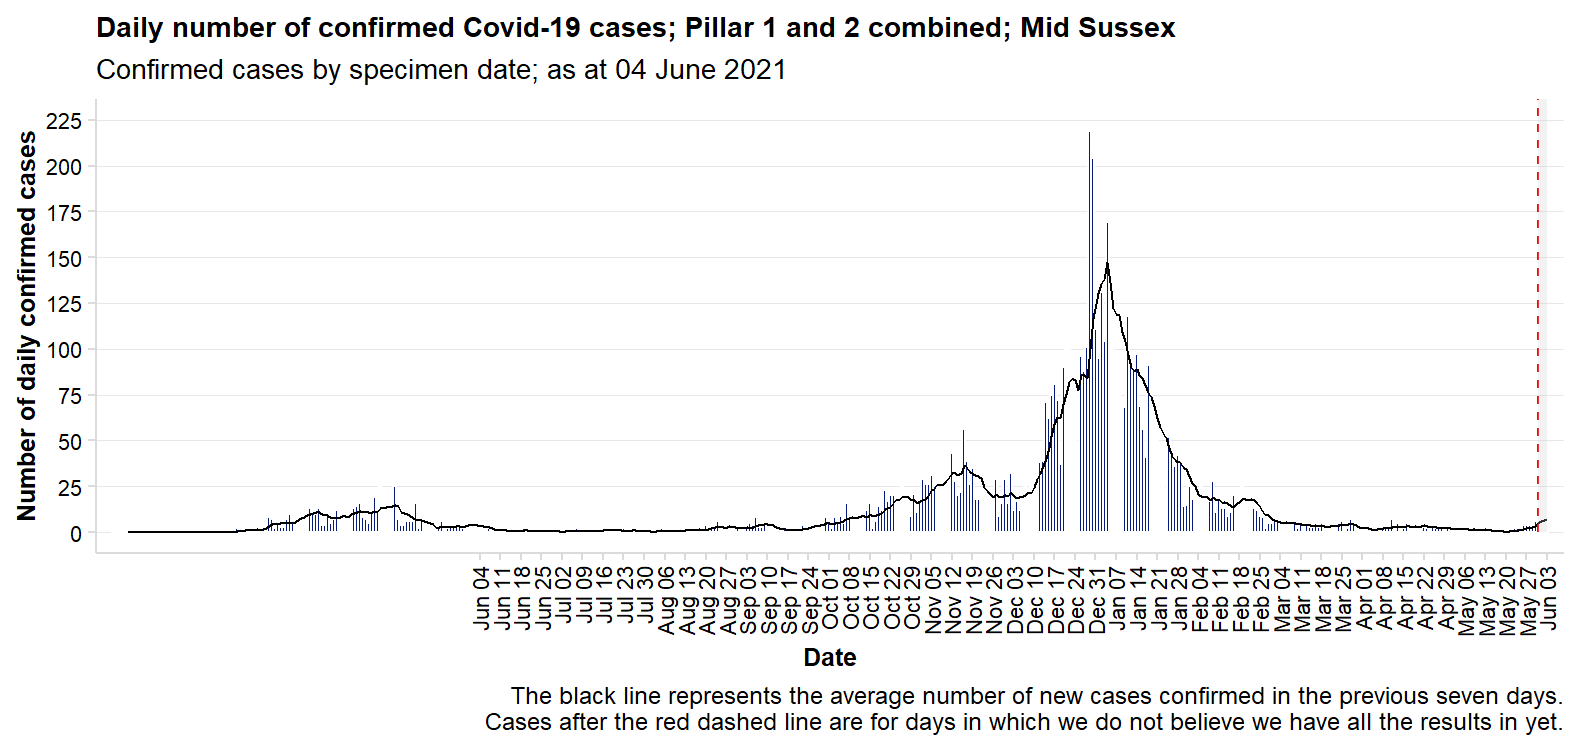 Daily number of confirmed Covid-19 cases; Pillar 1 and 2 combined; Mid Sussex
Confirmed cases by specimen date; as at 04 June 2021
Number of daily confirmed cases
225
200
175
150
125
100
75
50
25
0
Jun 04
Jun 11
Jun 18
Jun 25
Jul 02
Jul 09
Jul 16
Jul 23
Jul 30
Aug 06
Aug 13
Aug 20
Aug 27
Sep 03
Sep 10
Sep 17
Sep 24
Oct 01
Oct 08
Oct 15
Oct 22
Oct 29
Nov 05
Nov 12
Nov 19
Nov 26
Dec 03
Dec 10
Dec 17
Dec 24
Dec 31
Jan 07
Jan 14
Jan 21
Jan 28
Feb 04
Feb 11
Feb 18
Feb 25
Mar 04
Mar 11
Mar 18
Mar 25
Apr 01
Apr 08
Apr 15
Apr 22
Apr 29
May 06
May 13
May 20
May 27
Jun 03
Date
The black line represents the average number of new cases confirmed in the previous seven days.
Cases after the red dashed line are for days in which we do not believe we have all the results in yet.